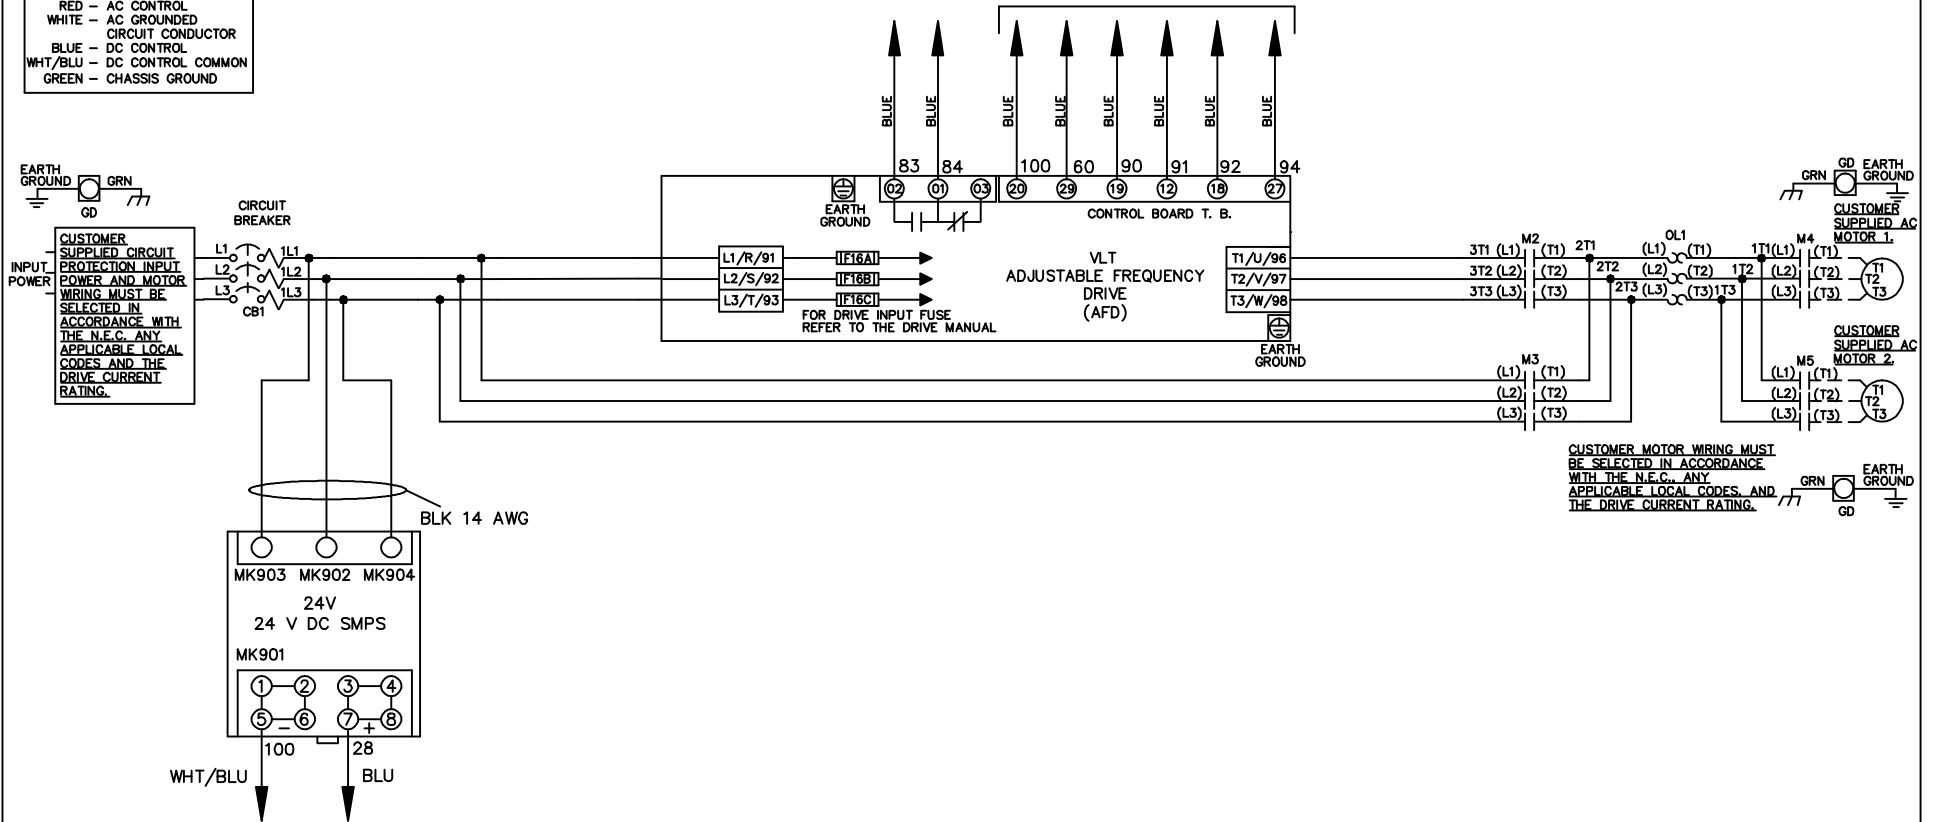 RED – AC CONTROL
WHITE – AC GROUNDED
CIRCUIT CONDUCTOR
BLUE – DC CONTROL
WHT/BLU – DC CONTROL COMMON
GREEN – CHASSIS GROUND
BLUE BLUE BLUE BLUE BLUE BLUE BLUE BLUE
83 84 100 60 90 91 92 94
02 01 03 20 29 19 12 18 27
EARTH
GROUND
CONTROL BOARD T. B.
EARTH
GROUND
GRN
GD
CIRCUIT
BREAKER
INPUT
POWER
CUSTOMER
SUPPLIED CIRCUIT
PROTECTION INPUT
POWER AND MOTOR
WIRING MUST BE
SELECTED IN
ACCORDANCE WITH
THE N.E.C. ANY
APPLICABLE LOCAL
CODES AND THE
DRIVE CURRENT
RATING.
L1 1L1
L2 1L2
L3 1L3
CB1
L1/R/91 IF16A
L2/S/92 IF16B
L3/T/93 IF16C
FOR DRIVE INPUT FUSE
REFER TO THE DRIVE MANUAL
VLT
ADJUSTABLE FREQUENCY
DRIVE
(AFD)
T1/U/96
T2/V/97
T3/W/98
EARTH
GROUND
M2 OL1 M4
3T1 (L1) (T1) 2T1 (L1) (T1) 1T1 (L1) (T1)
3T2 (L2) (T2) 2T2 (L2) (T2) 1T2 (L2) (T2)
3T3 (L3) (T3) 2T3 (L3) (T3) 1T3 (L3) (T3)
GD
EARTH
GROUND
GRN
CUSTOMER
SUPPLIED AC
MOTOR 1.
T1
T2
T3
CUSTOMER
SUPPLIED AC
MOTOR 2.
M3 M5
(L1) (T1) (L1) (T1)
(L2) (T2) (L2) (T2)
(L3) (T3) (L3) (T3)
T1
T2
T3
CUSTOMER MOTOR WIRING MUST
BE SELECTED IN ACCORDANCE
WITH THE N.E.C., ANY
APPLICABLE LOCAL CODES, AND
THE DRIVE CURRENT RATING.
GRN
EARTH
GROUND
GD
BLK 14 AWG
MK903 MK902 MK904
24V
24 V DC SMPS
MK901
1 2 3 4
5 – 6 7 + 8
100 28
WHT/BLU BLU